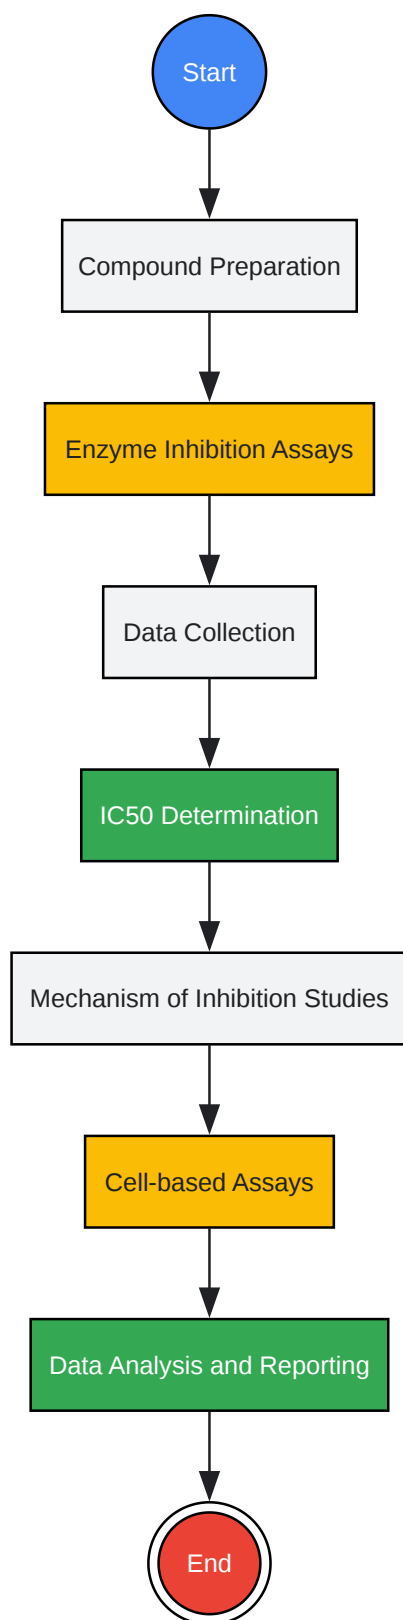 Start
Compound Preparation
Enzyme Inhibition Assays
Data Collection
IC50 Determination
Mechanism of Inhibition Studies
Cell-based Assays
Data Analysis and Reporting
End